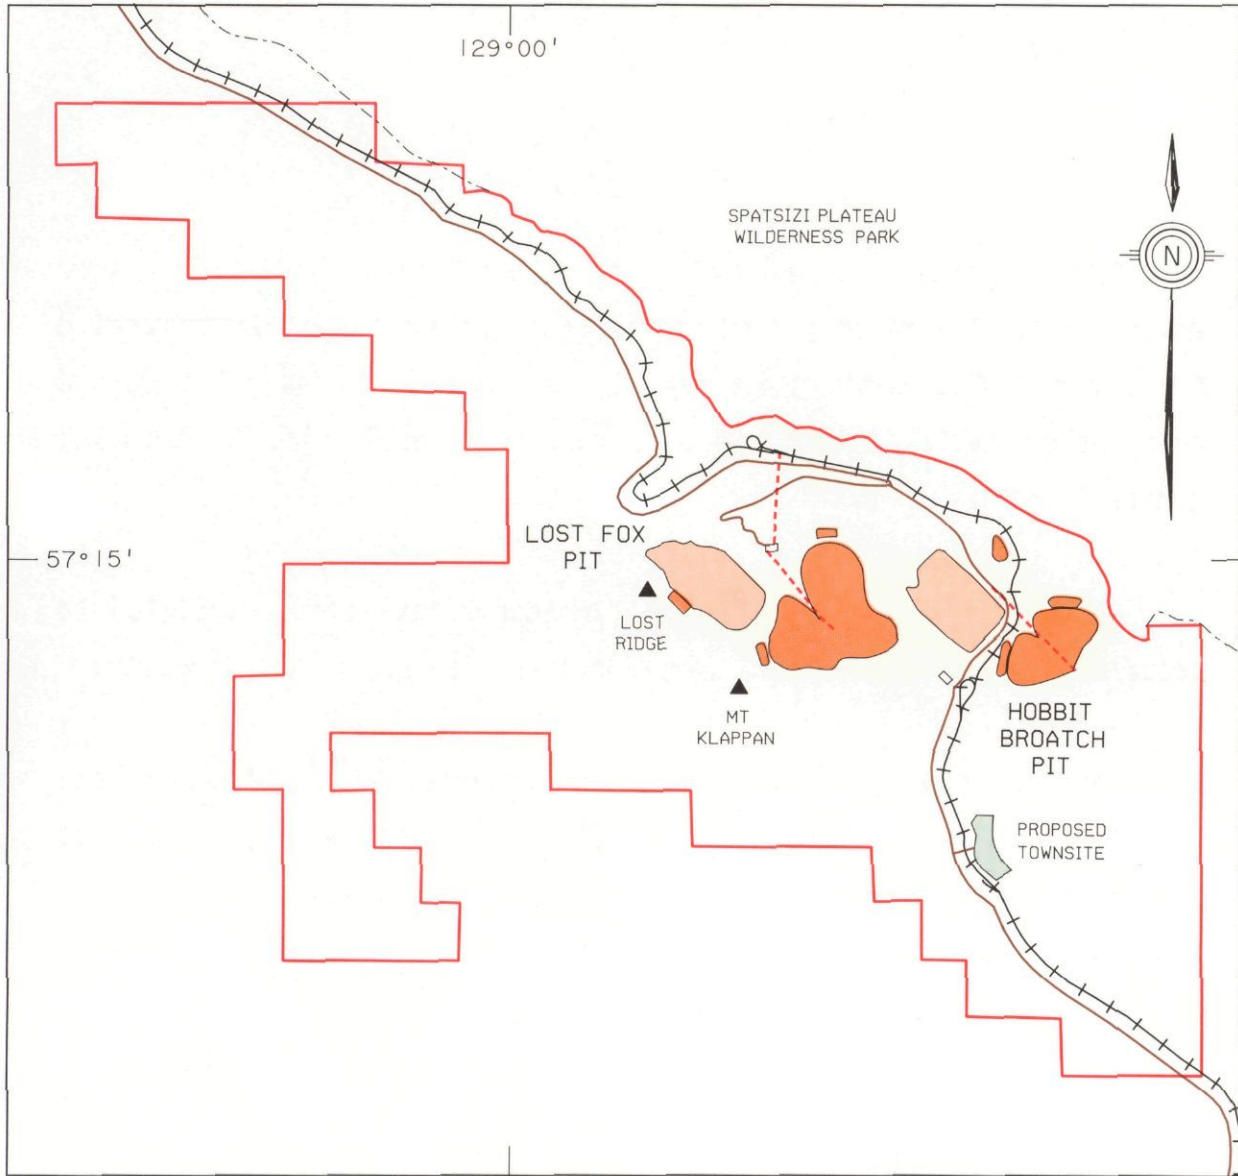 129°00'
SPATSIZI PLATEAU
WILDERNESS PARK
N
LOST FOX
PIT
57°15'
LOST
RIDGE
MT
KLAPPAN
HOBBIT
BROATCH
PIT
PROPOSED
TOWNSITE